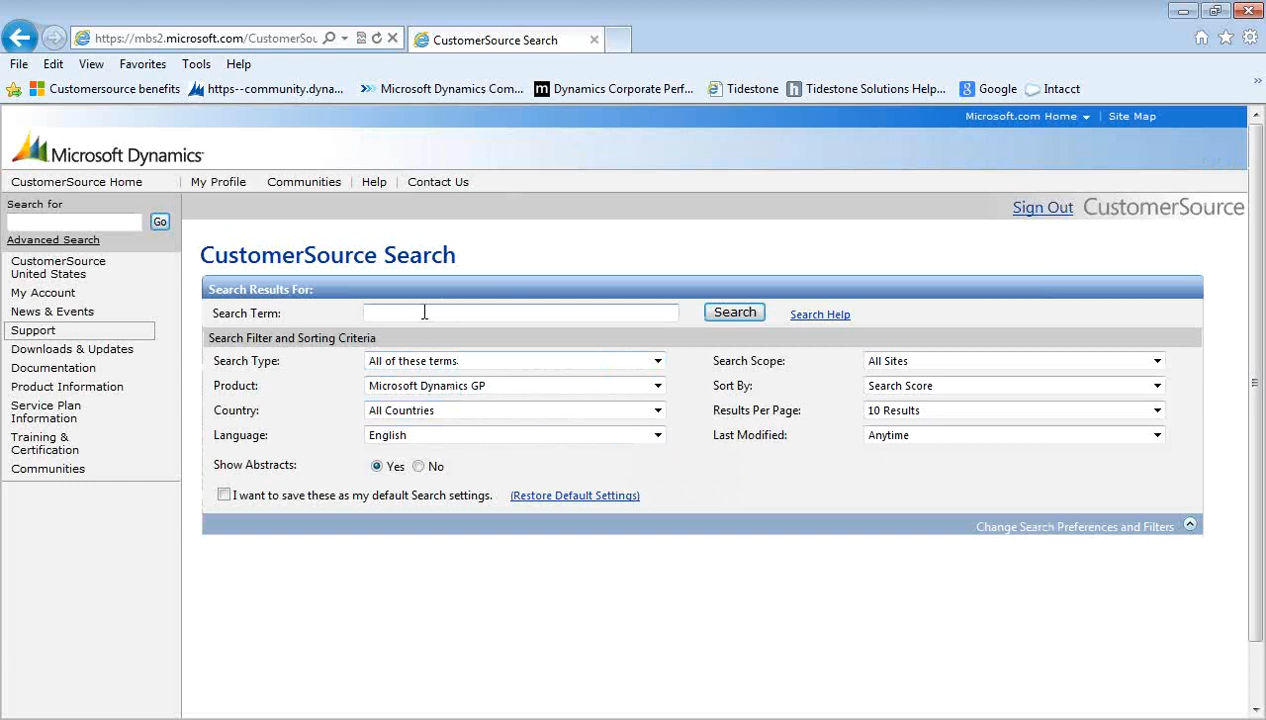 https://mbs2.microsoft.com/CustomerSou
CustomerSource Search
File Edit View Favorites Tools Help
Customersource benefits https--community.dyna... Microsoft Dynamics Com... Dynamics Corporate Perf... Tidestone Tidestone Solutions Help... Google Intacct
Microsoft.com Home | Site Map
Microsoft Dynamics
CustomerSource Home | My Profile Communities | Help | Contact Us
Search for
Go
Advanced Search
CustomerSource
United States
My Account
News & Events
Support
Downloads & Updates
Documentation
Product Information
Service Plan
Information
Training &
Certification
Communities
Sign Out CustomerSource
CustomerSource Search
Search Results For:
Search Term: Search Search Help
Search Filter and Sorting Criteria
Search Type: All of these terms. Search Scope: All Sites
Product: Microsoft Dynamics GP Sort By: Search Score
Country: All Countries Results Per Page: 10 Results
Language: English Last Modified: Anytime
Show Abstracts: Yes No
I want to save these as my default Search settings. (Restore Default Settings)
Change Search Preferences and Filters